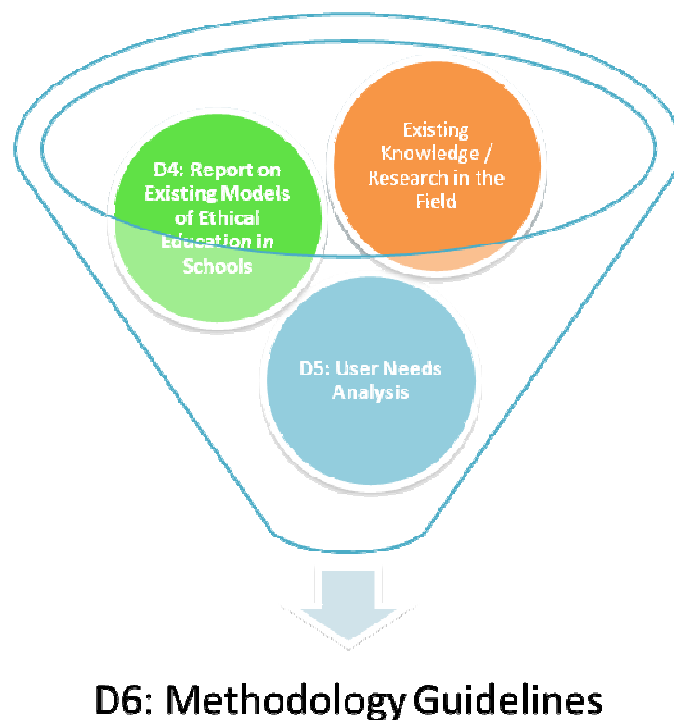 D4: Report on
Existing Models
of Ethical
Education in
Schools
Existing
Knowledge /
Research in the
Field
D5: User Needs
Analysis
D6: Methodology Guidelines